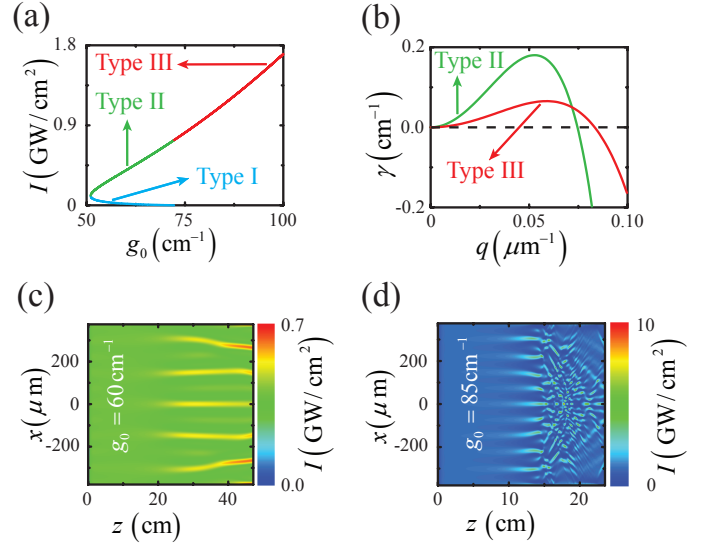 (a)
1.8
0.9
0
I (GW/cm²)
Type III
Type II
Type I
50
75
100
g₀ (cm⁻¹)
(b)
0.2
0.0
-0.2
γ (cm⁻¹)
Type II
Type III
0
0.05
0.10
q (μm⁻¹)
(c)
200
0
-200
x (μm)
g₀ = 60 cm⁻¹
0
20
40
z (cm)
0.7
0.0
I (GW/cm²)
(d)
200
0
-200
x (μm)
g₀ = 85 cm⁻¹
0
10
20
z (cm)
10
0
I (GW/cm²)